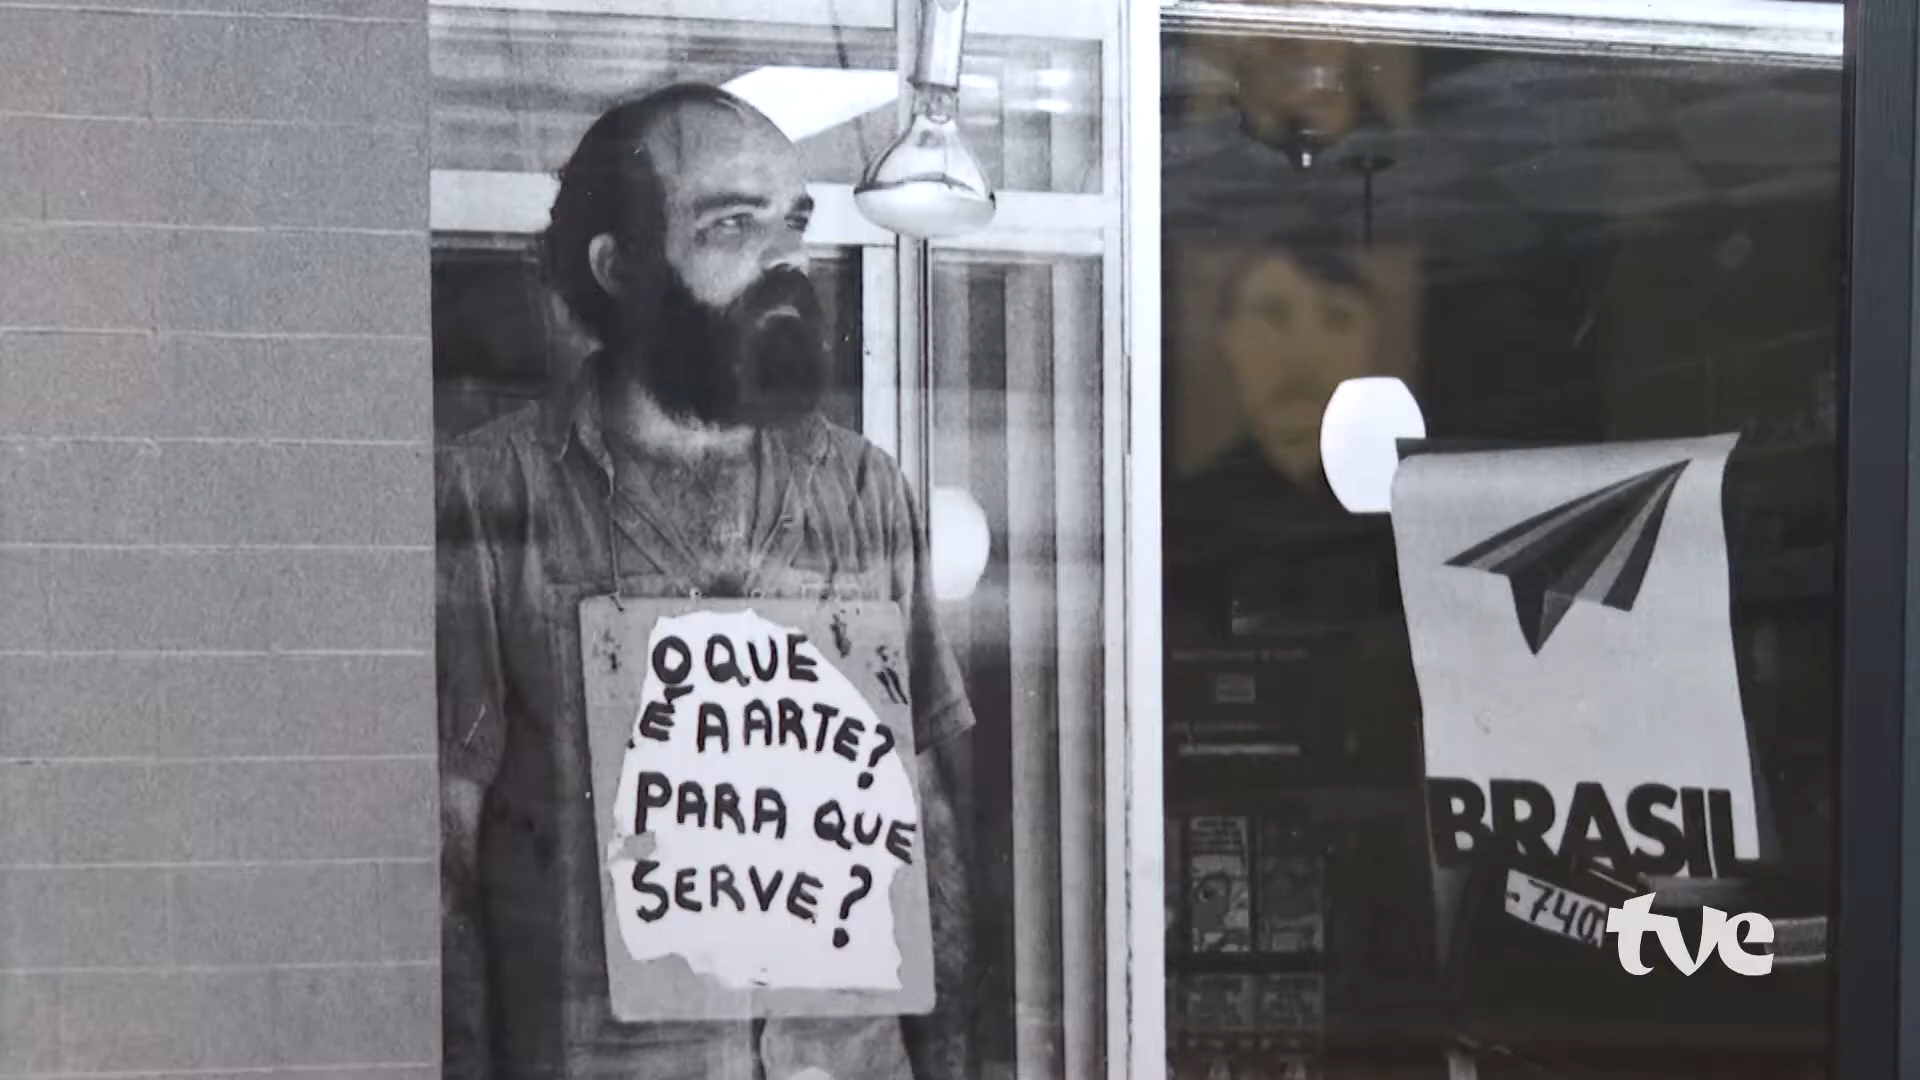 O QUE
É A ARTE?
PARA QUE
SERVE?
BRASIL
-740
tve